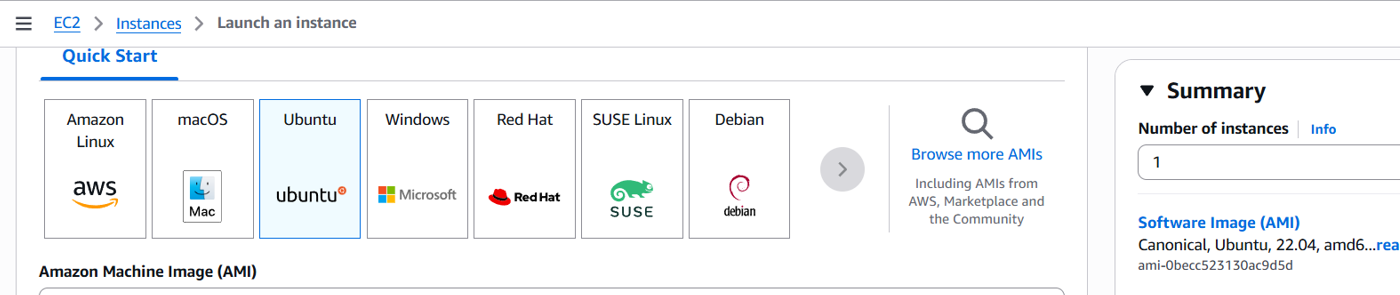 EC2 > Instances > Launch an instance
Quick Start
Amazon Linux
aws
macOS
Mac
Ubuntu
ubuntu
Windows
Microsoft
Red Hat
Red Hat
SUSE Linux
SUSE
Debian
debian
Browse more AMIs
Including AMIs from
AWS, Marketplace and
the Community
Amazon Machine Image (AMI)
Summary
Number of instances
Info
1
Software Image (AMI)
Canonical, Ubuntu, 22.04, amd6...rea
ami-0becc523130ac9d5d